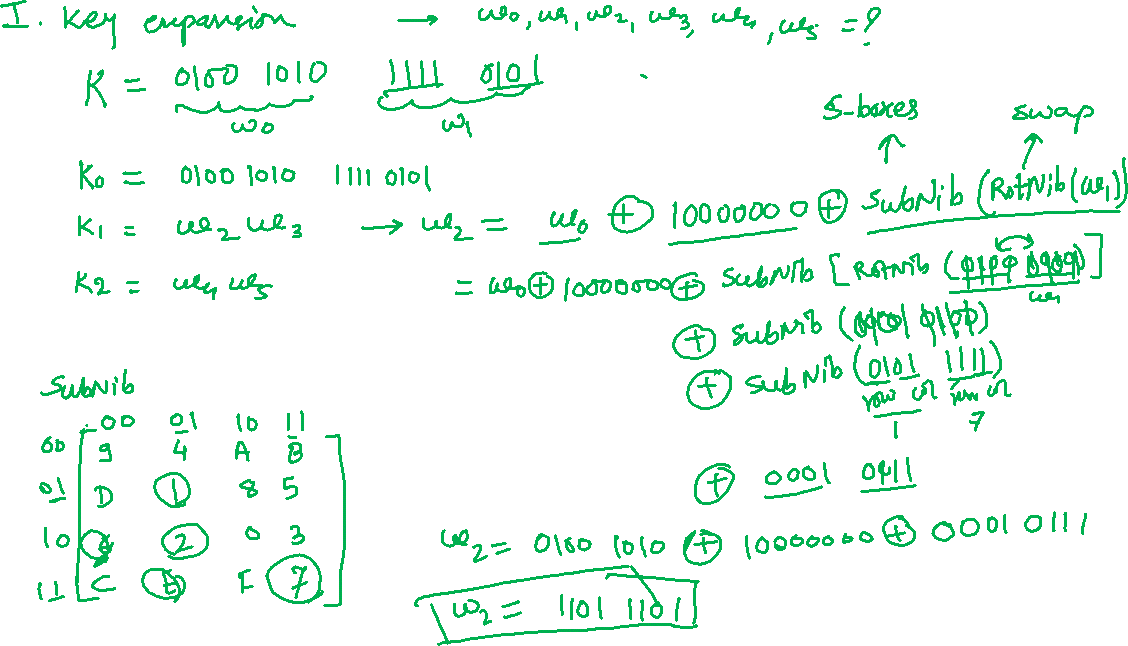 I. Key expansion → w0, w1, w2, w3, w4, w5 = ?
K = 0100 1010 1111 0101
w0 w1
S-boxes swap
K0 = 0100 1010 1111 0101
K1 = w2 w3 → w2 = w0 ⊕ 10000000 ⊕ SubNib (RotNib(w1))
K2 = w4 w5 = w0 ⊕ 10000000 ⊕ SubNib [RotNib ( )]
w1
⊕ SubNib ( )
⊕ SubNib (0101 1111)
row col row col
1 7
SubNib
00 01 10 11
00 9 4 A B
01 D 1 8 5
10 6 2 0 3
11 C E F 7
⊕ 0001 0111
w2 = 0100 1010 ⊕ 10000000 ⊕ 0001 0111
w2 = 1101 1101